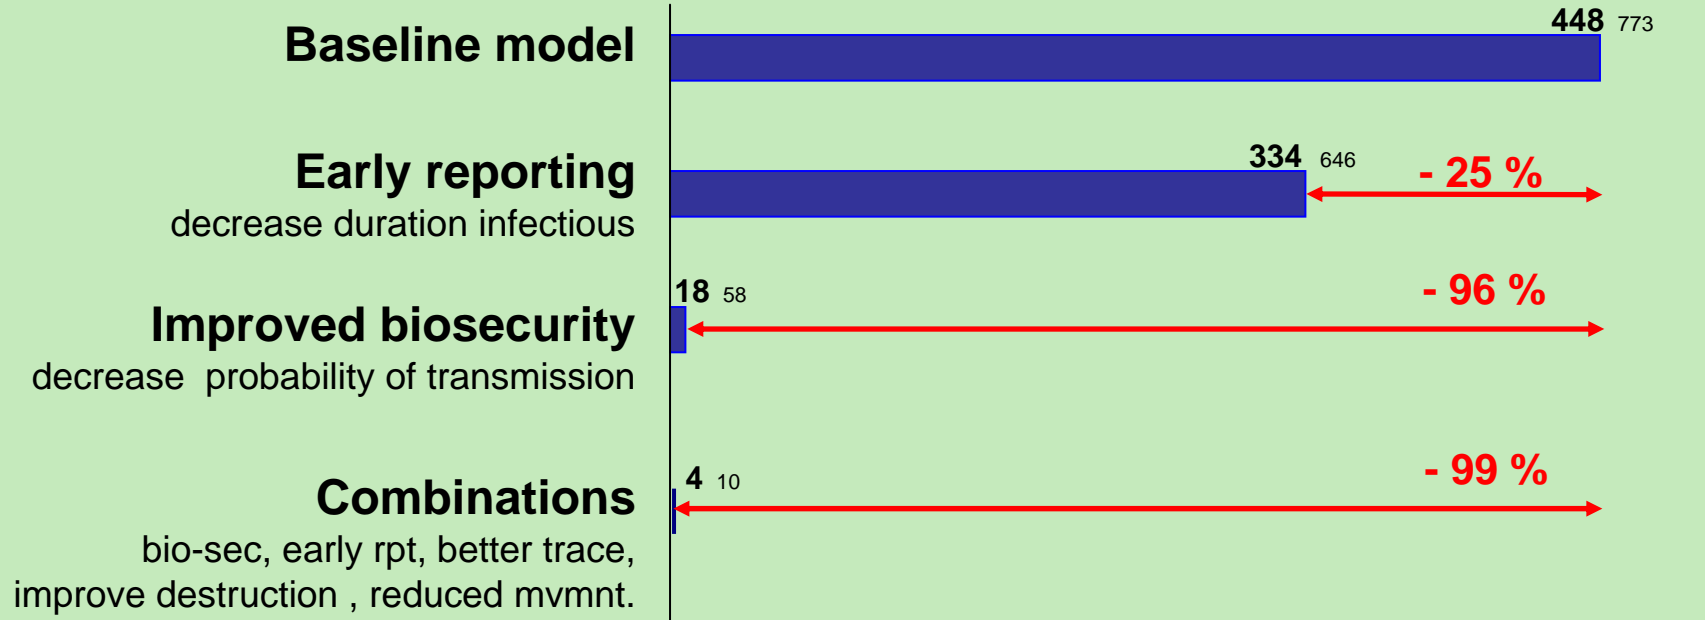 Baseline model
448 773
Early reporting
decrease duration infectious
334 646
- 25 %
Improved biosecurity
decrease probability of transmission
18 58
- 96 %
Combinations
bio-sec, early rpt, better trace,
improve destruction , reduced mvmnt.
4 10
- 99 %